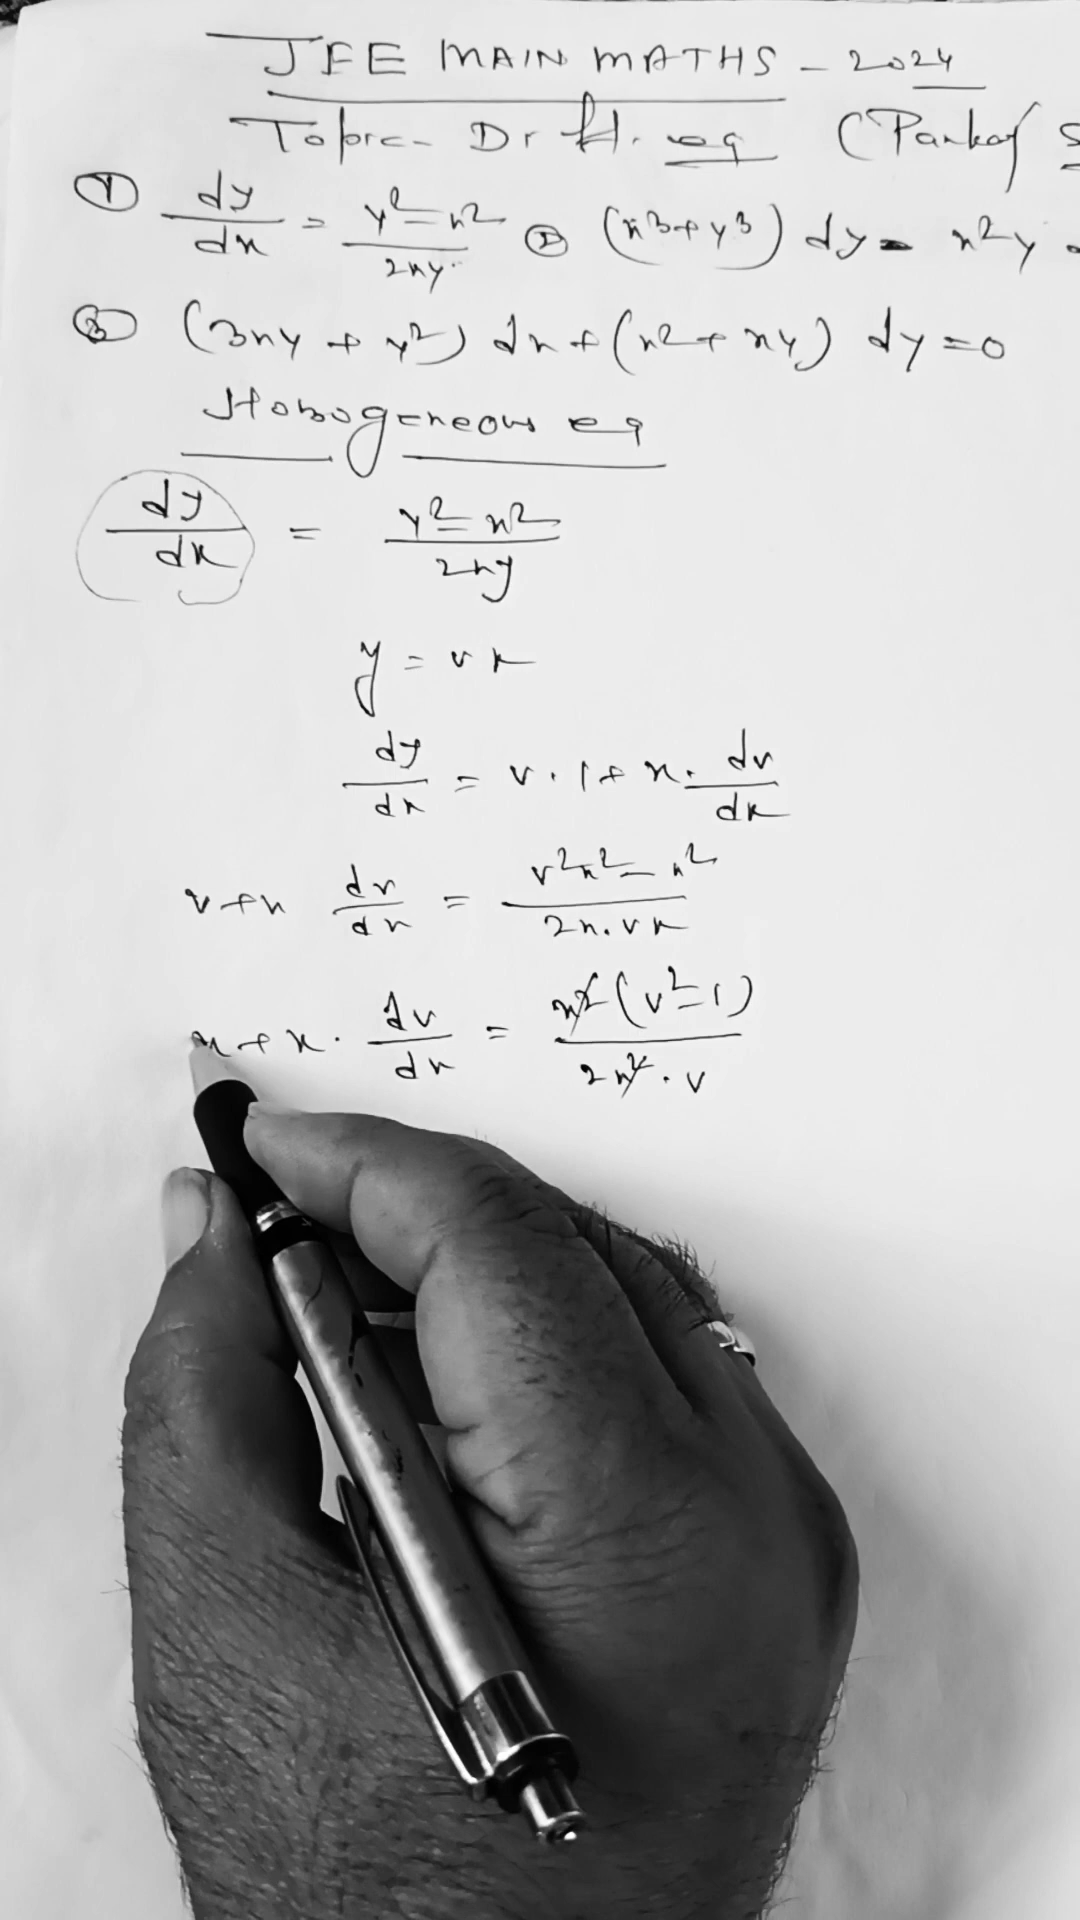 JEE MAIN MATHS - 2024
Topic - Diff. eq (Pankaj S
① dy/dx = y²-x²/2xy ② (x³+y³) dy = x²y
③ (3xy + y²) dx + (x² + xy) dy = 0
Homogeneous eq
dy/dx = y²-x²/2xy
y = vx
dy/dx = v.1 + x. dv/dx
v+x dv/dx = v²x²-x²/2x.vx
x+x. dv/dx = x²(v²-1)/2x².v